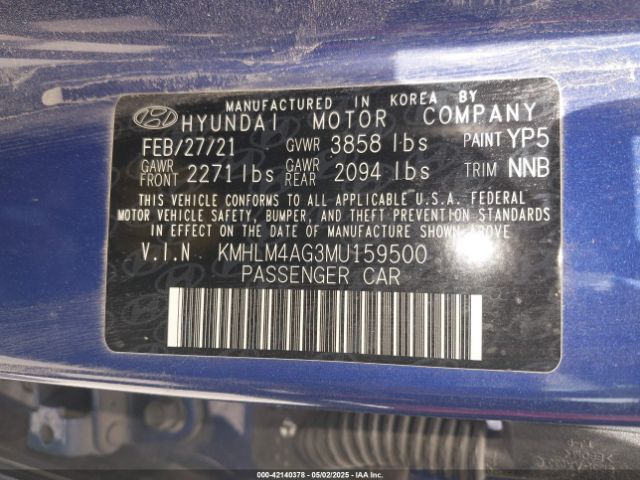 MANUFACTURED IN KOREA BY
HYUNDAI MOTOR COMPANY
FEB/27/21 GVWR 3858 lbs PAINT YP5
GAWR FRONT 2271 lbs GAWR REAR 2094 lbs TRIM NNB
THIS VEHICLE CONFORMS TO ALL APPLICABLE U.S.A. FEDERAL
MOTOR VEHICLE SAFETY, BUMPER, AND THEFT PREVENTION STANDARDS
IN EFFECT ON THE DATE OF MANUFACTURE SHOWN ABOVE.
V.I.N KMHLM4AG3MU159500
PASSENGER CAR
000-42140378 - 05/02/2025 - IAA Inc.